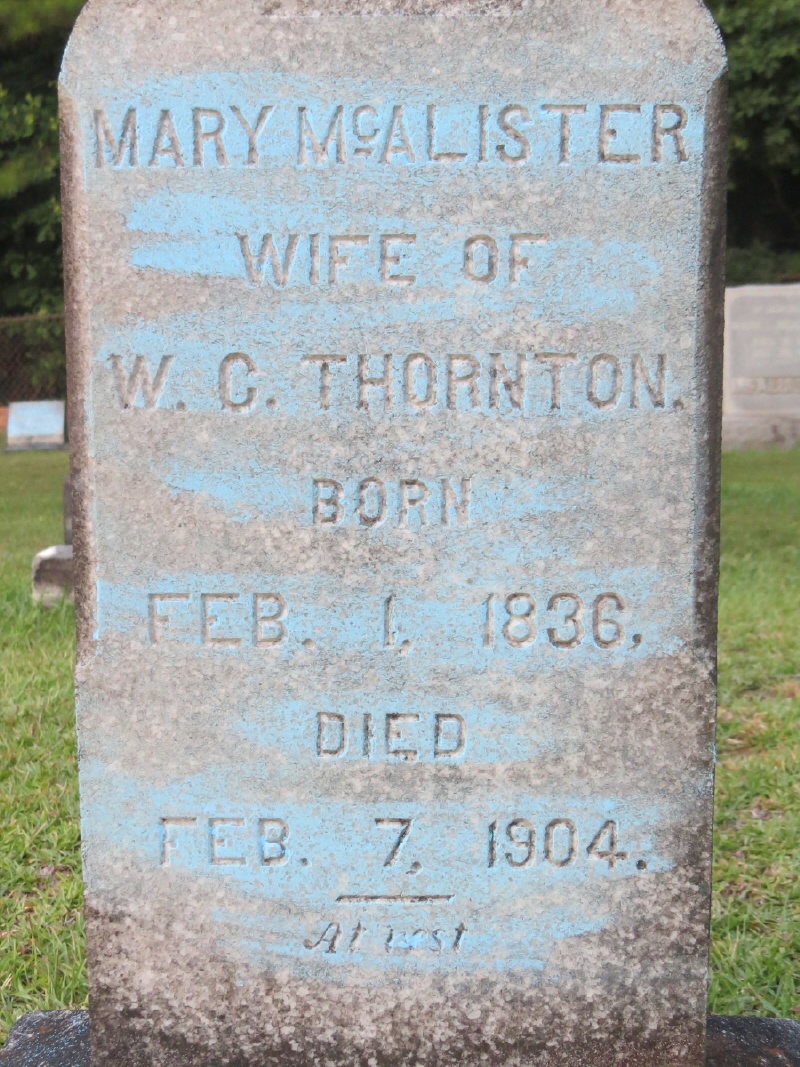 MARY McALISTER
WIFE OF
W. C. THORNTON.
BORN
FEB. 1, 1836,
DIED
FEB. 7, 1904.
At rest